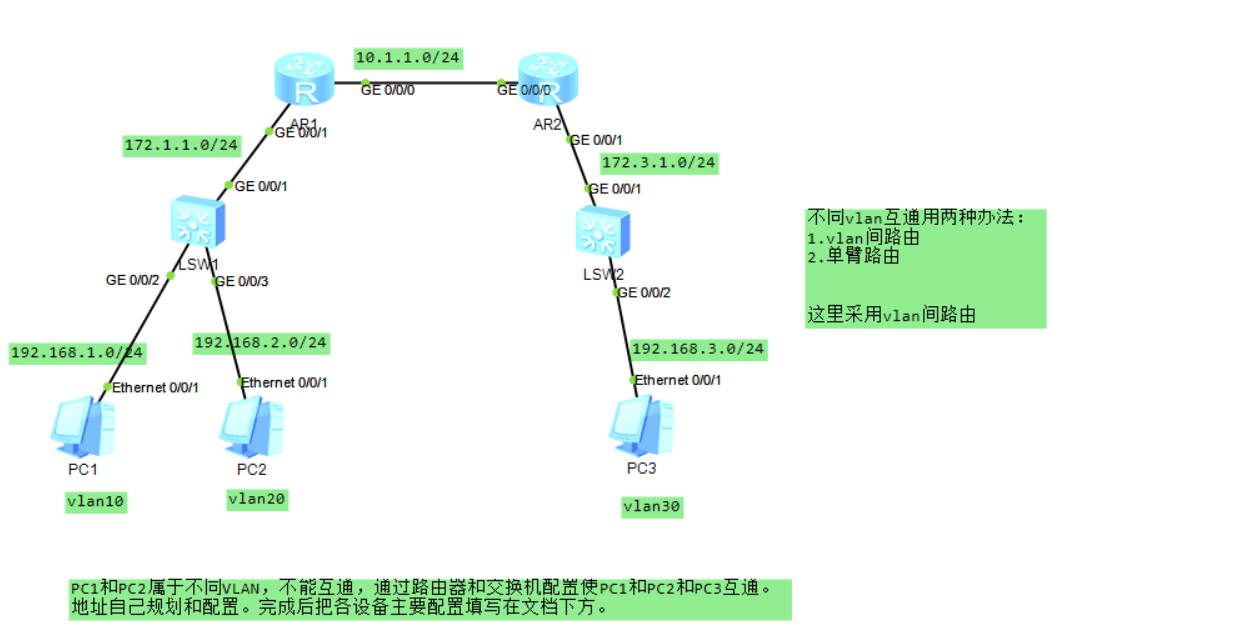 10.1.1.0/24
GE 0/0/0
GE 0/0/0
R
R
AR1
AR2
GE 0/0/1
GE 0/0/1
172.1.1.0/24
172.3.1.0/24
GE 0/0/1
GE 0/0/1
不同vlan互通用两种办法：
1.vlan间路由
2.单臂路由
这里采用vlan间路由
LSW1
LSW2
GE 0/0/2
GE 0/0/3
GE 0/0/2
192.168.1.0/24
192.168.2.0/24
192.168.3.0/24
Ethernet 0/0/1
Ethernet 0/0/1
Ethernet 0/0/1
PC1
PC2
PC3
vlan10
vlan20
vlan30
PC1和PC2属于不同VLAN，不能互通，通过路由器和交换机配置使PC1和PC2和PC3互通。
地址自己规划和配置。完成后把各设备主要配置填写在文档下方。